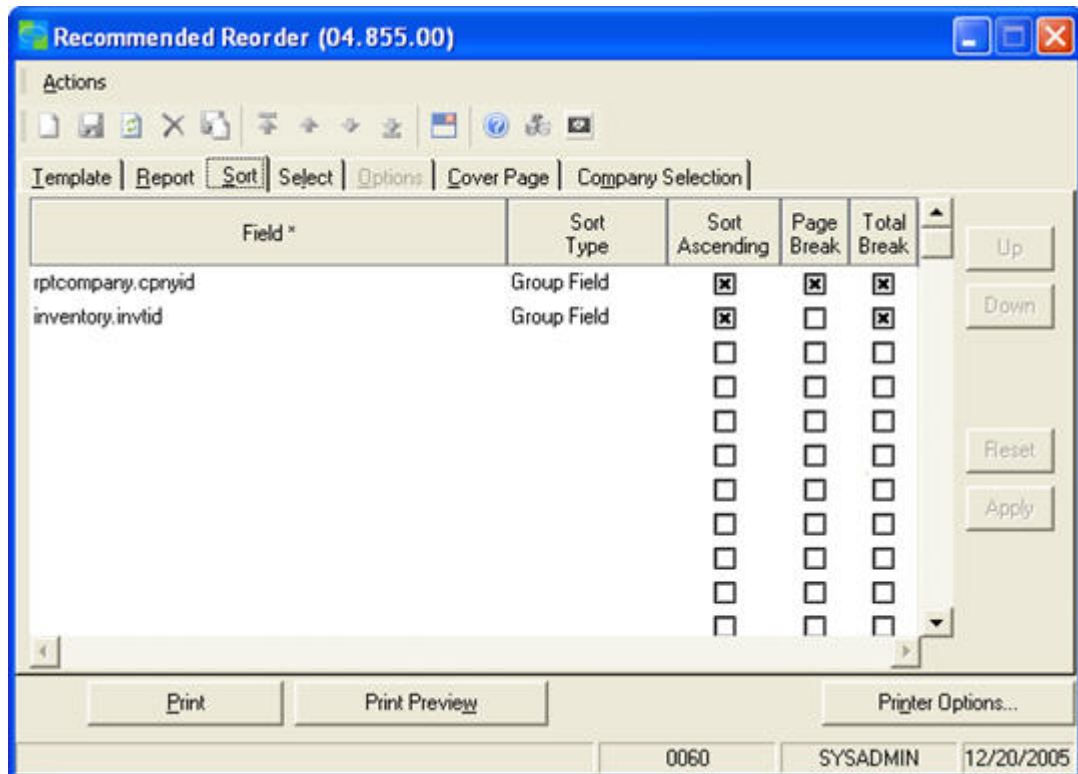 Recommended Reorder (04.855.00)
Actions
Template Report Sort Select Options Cover Page Company Selection
Field * Sort Type Sort Ascending Page Break Total Break
Up
rptcompany.cpnyid Group Field
Down
inventory.invtid Group Field
Reset
Apply
Print Print Preview Printer Options...
0060 SYSADMIN 12/20/2005